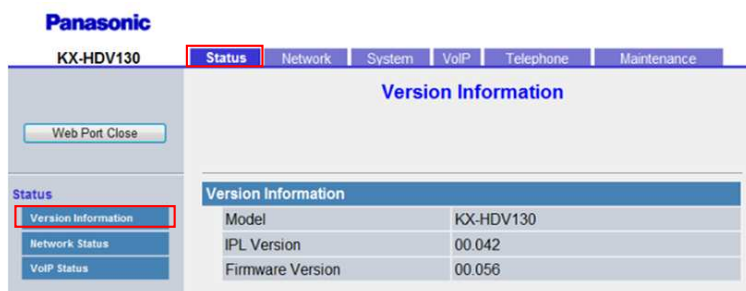 Panasonic
KX-HDV130 Status Network System VoIP Telephone Maintenance
Version Information
Web Port Close
Status
Version Information
Network Status
VoIP Status
Version Information
Model KX-HDV130
IPL Version 00.042
Firmware Version 00.056